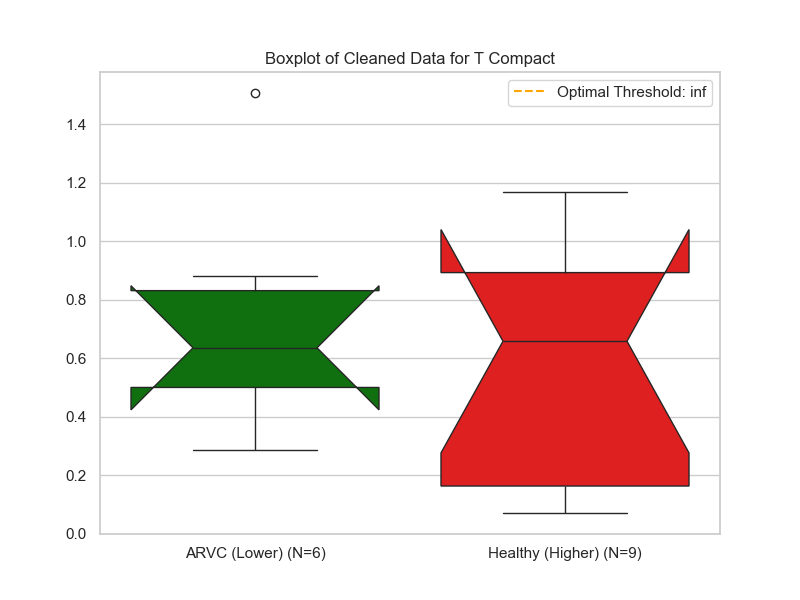 Boxplot of Cleaned Data for T Compact
Optimal Threshold: inf
1.4
1.2
1.0
0.8
0.6
0.4
0.2
0.0
ARVC (Lower) (N=6)
Healthy (Higher) (N=9)